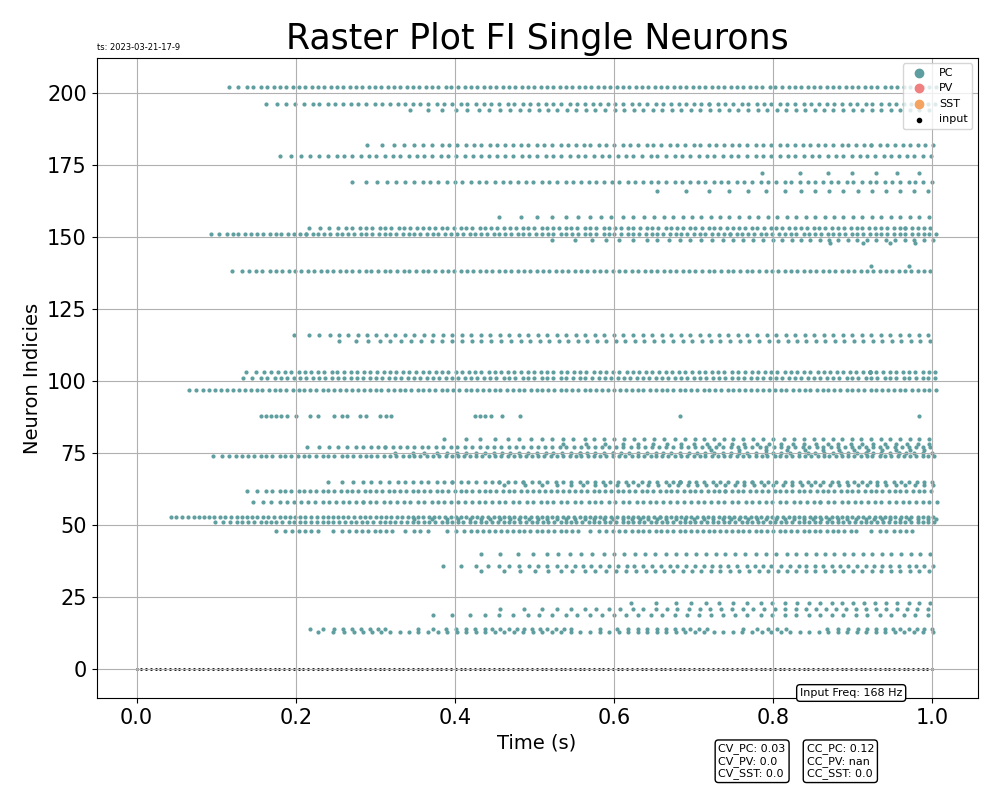 Raster Plot FI Single Neurons
ts: 2023-03-21-17-9
PC
PV
SST
input
200
175
150
125
100
75
50
25
0
Neuron Indicies
0.0 0.2 0.4 0.6 0.8 1.0
Time (s)
Input Freq: 168 Hz
CV_PC: 0.03
CV_PV: 0.0
CV_SST: 0.0
CC_PC: 0.12
CC_PV: nan
CC_SST: 0.0